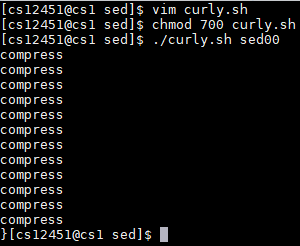 [cs12451@cs1 sed]$ vim curly.sh
[cs12451@cs1 sed]$ chmod 700 curly.sh
[cs12451@cs1 sed]$ ./curly.sh sed00
compress
compress
compress
compress
compress
compress
compress
compress
compress
compress
compress
compress
}[cs12451@cs1 sed]$